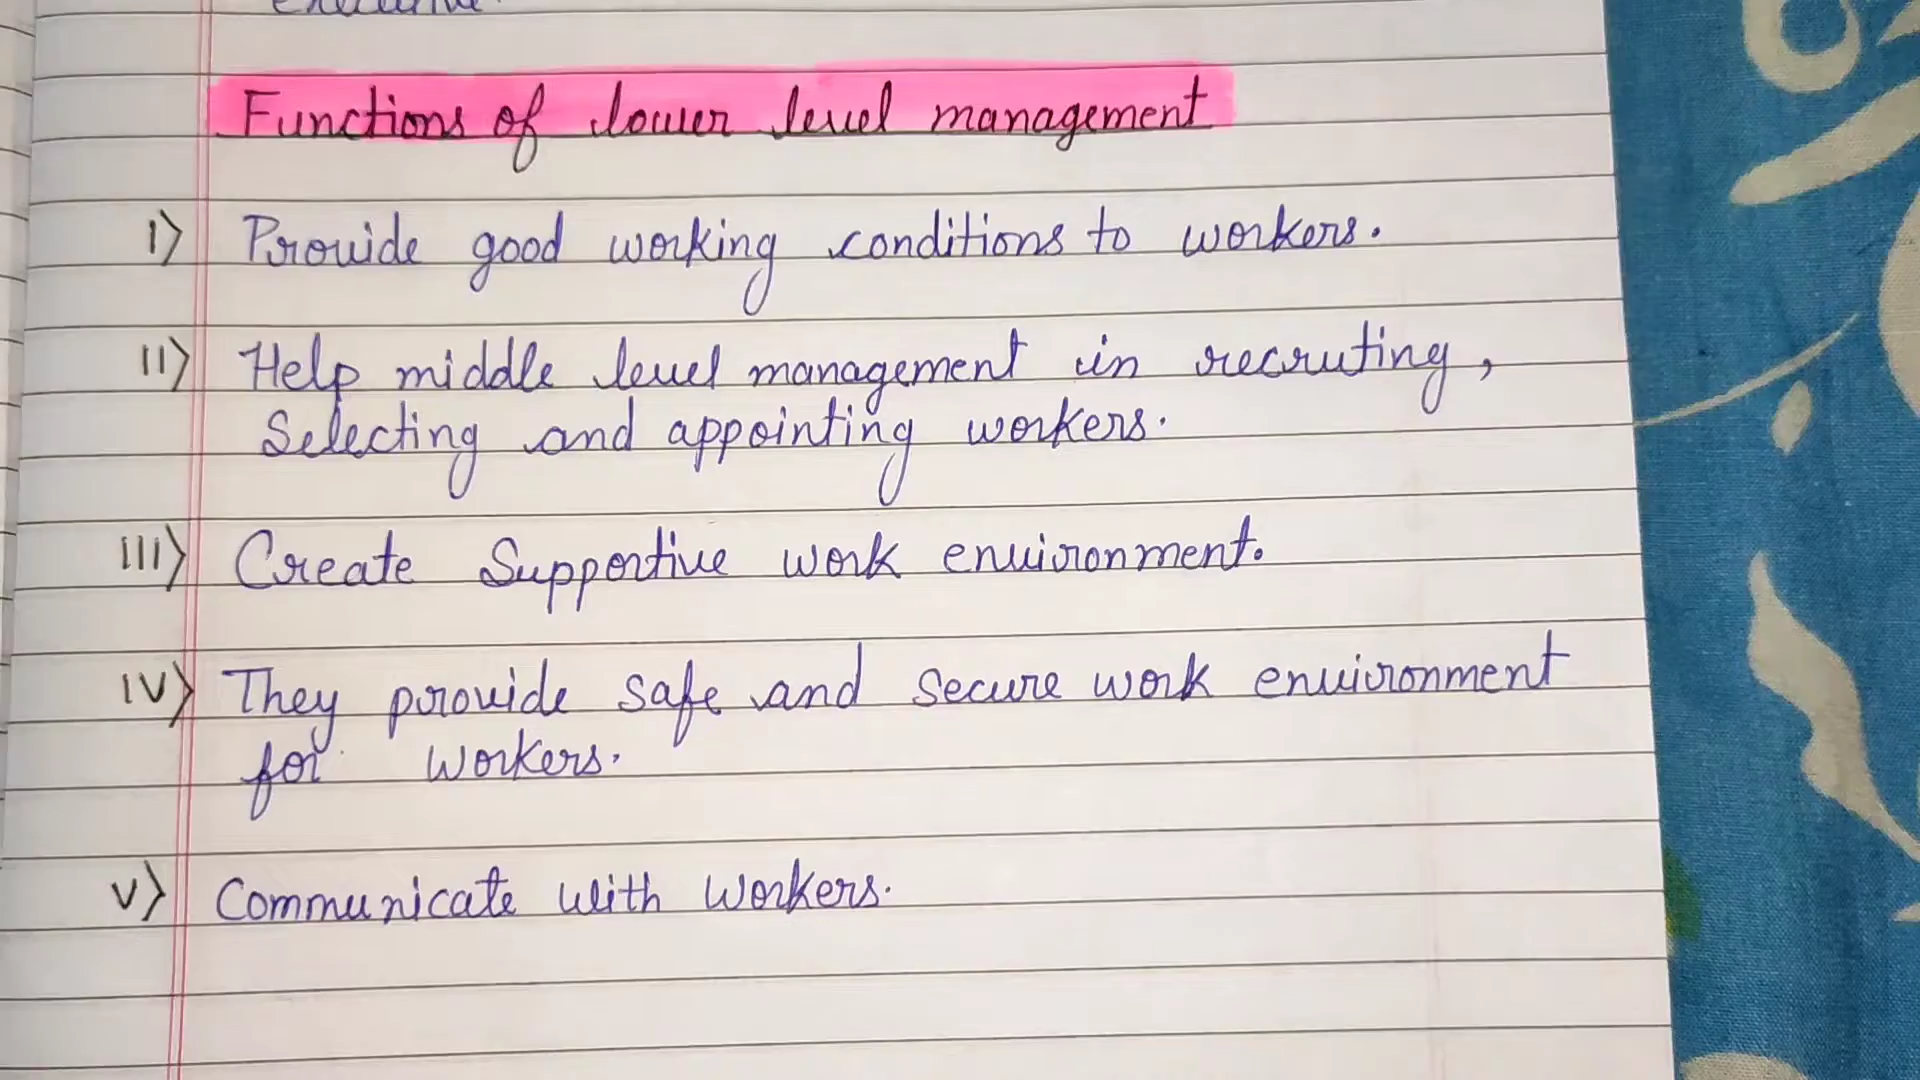 Functions of lower level management
I) Provide good working conditions to workers.
II) Help middle level management in recruting,
Selecting and appointing workers.
III) Create Supportive work environment.
IV) They provide safe and secure work environment
for workers.
V) Communicate with workers.